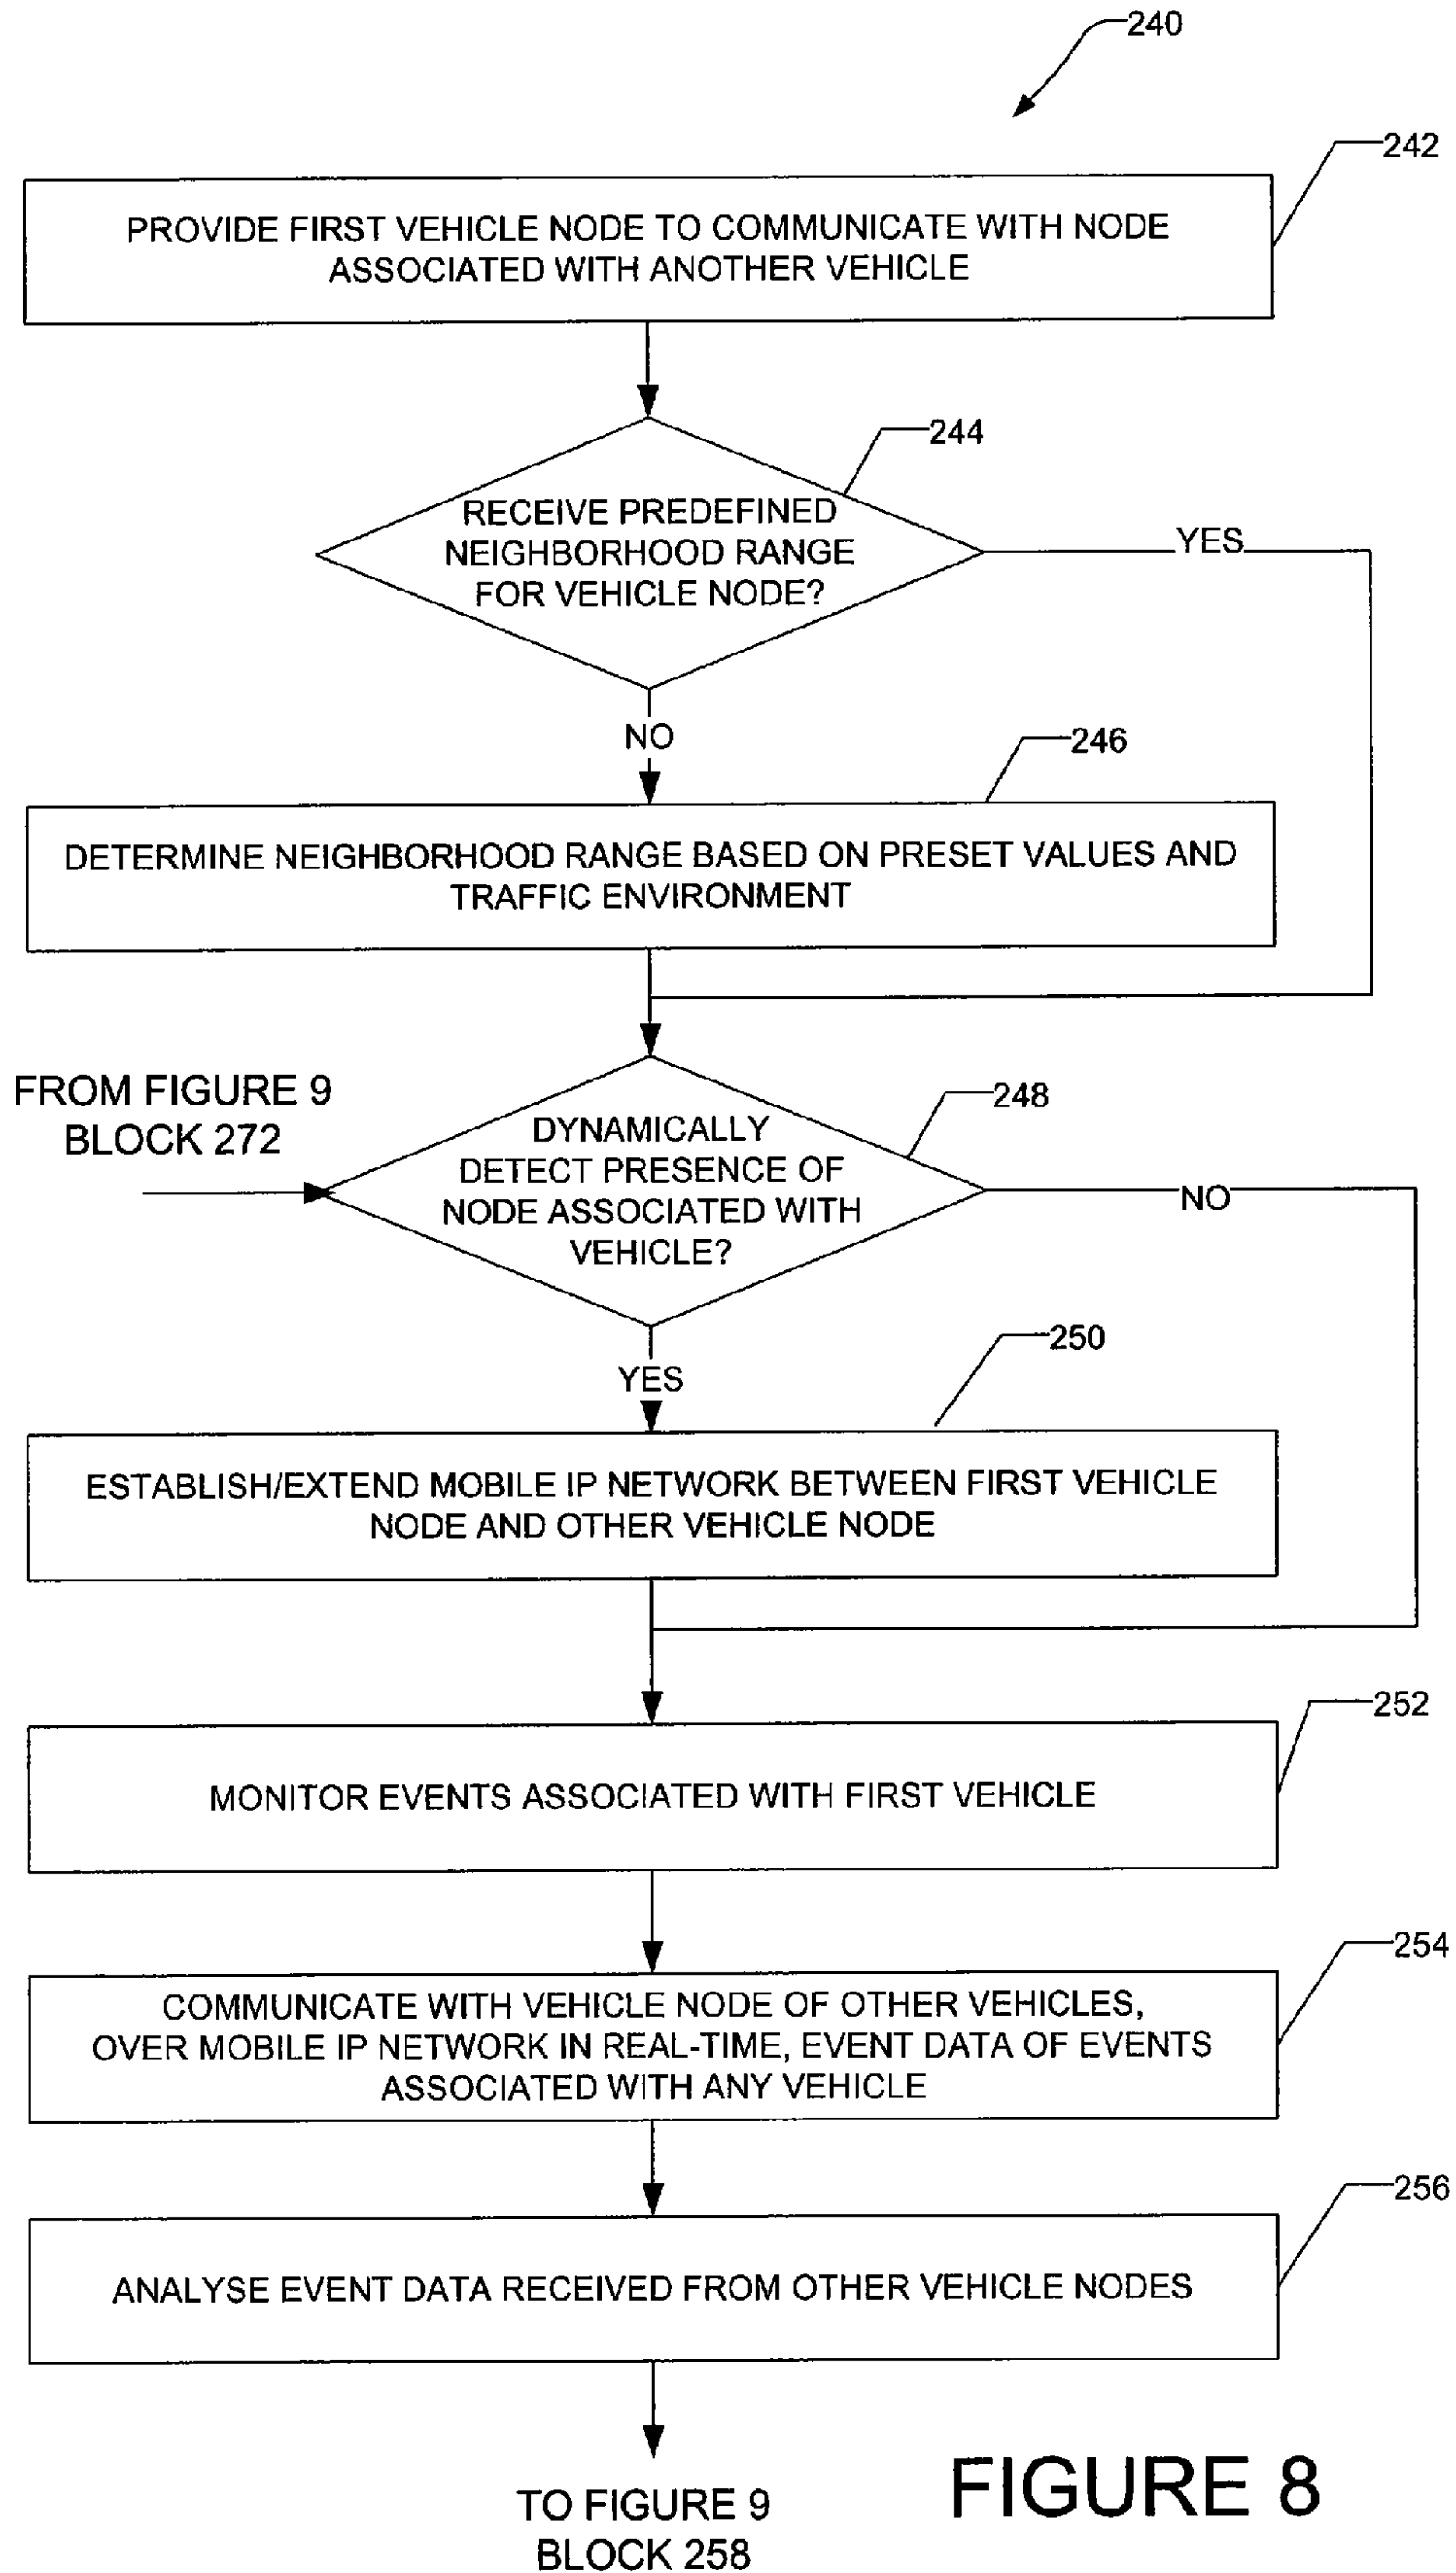 240
242
PROVIDE FIRST VEHICLE NODE TO COMMUNICATE WITH NODE
ASSOCIATED WITH ANOTHER VEHICLE
244
RECEIVE PREDEFINED
NEIGHBORHOOD RANGE
FOR VEHICLE NODE?
YES
NO
246
DETERMINE NEIGHBORHOOD RANGE BASED ON PRESET VALUES AND
TRAFFIC ENVIRONMENT
FROM FIGURE 9
BLOCK 272
248
DYNAMICALLY
DETECT PRESENCE OF
NODE ASSOCIATED WITH
VEHICLE?
NO
YES
250
ESTABLISH/EXTEND MOBILE IP NETWORK BETWEEN FIRST VEHICLE
NODE AND OTHER VEHICLE NODE
252
MONITOR EVENTS ASSOCIATED WITH FIRST VEHICLE
254
COMMUNICATE WITH VEHICLE NODE OF OTHER VEHICLES,
OVER MOBILE IP NETWORK IN REAL-TIME, EVENT DATA OF EVENTS
ASSOCIATED WITH ANY VEHICLE
256
ANALYSE EVENT DATA RECEIVED FROM OTHER VEHICLE NODES
TO FIGURE 9
BLOCK 258
FIGURE 8